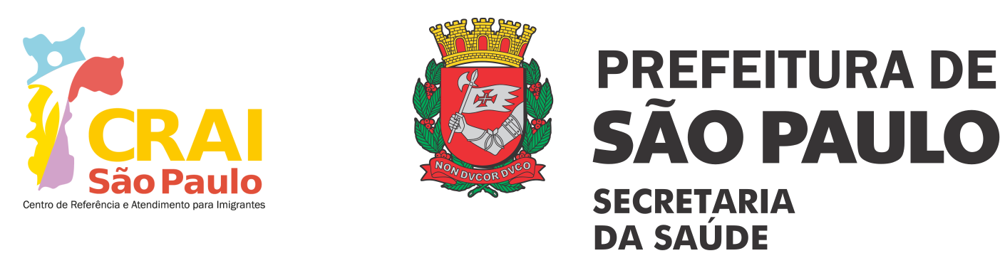 CRAI
São Paulo
Centro de Referência e Atendimento para Imigrantes
NON DVCOR DVCO
PREFEITURA DE
SÃO PAULO
SECRETARIA
DA SAÚDE